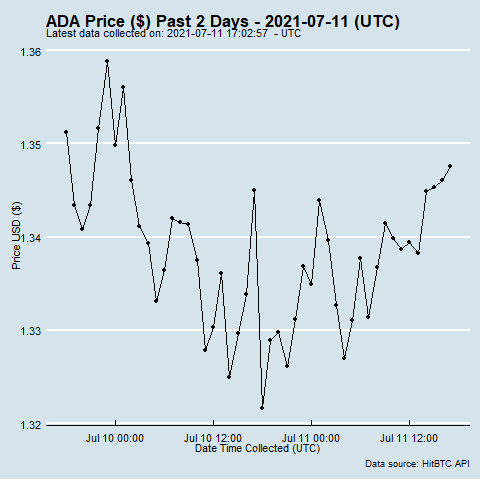 ADA Price ($) Past 2 Days - 2021-07-11 (UTC)
Latest data collected on: 2021-07-11 17:02:57 - UTC
1.36
1.35
1.34
1.33
1.32
Price USD ($)
Jul 10 00:00
Jul 10 12:00
Jul 11 00:00
Jul 11 12:00
Date Time Collected (UTC)
Data source: HitBTC API